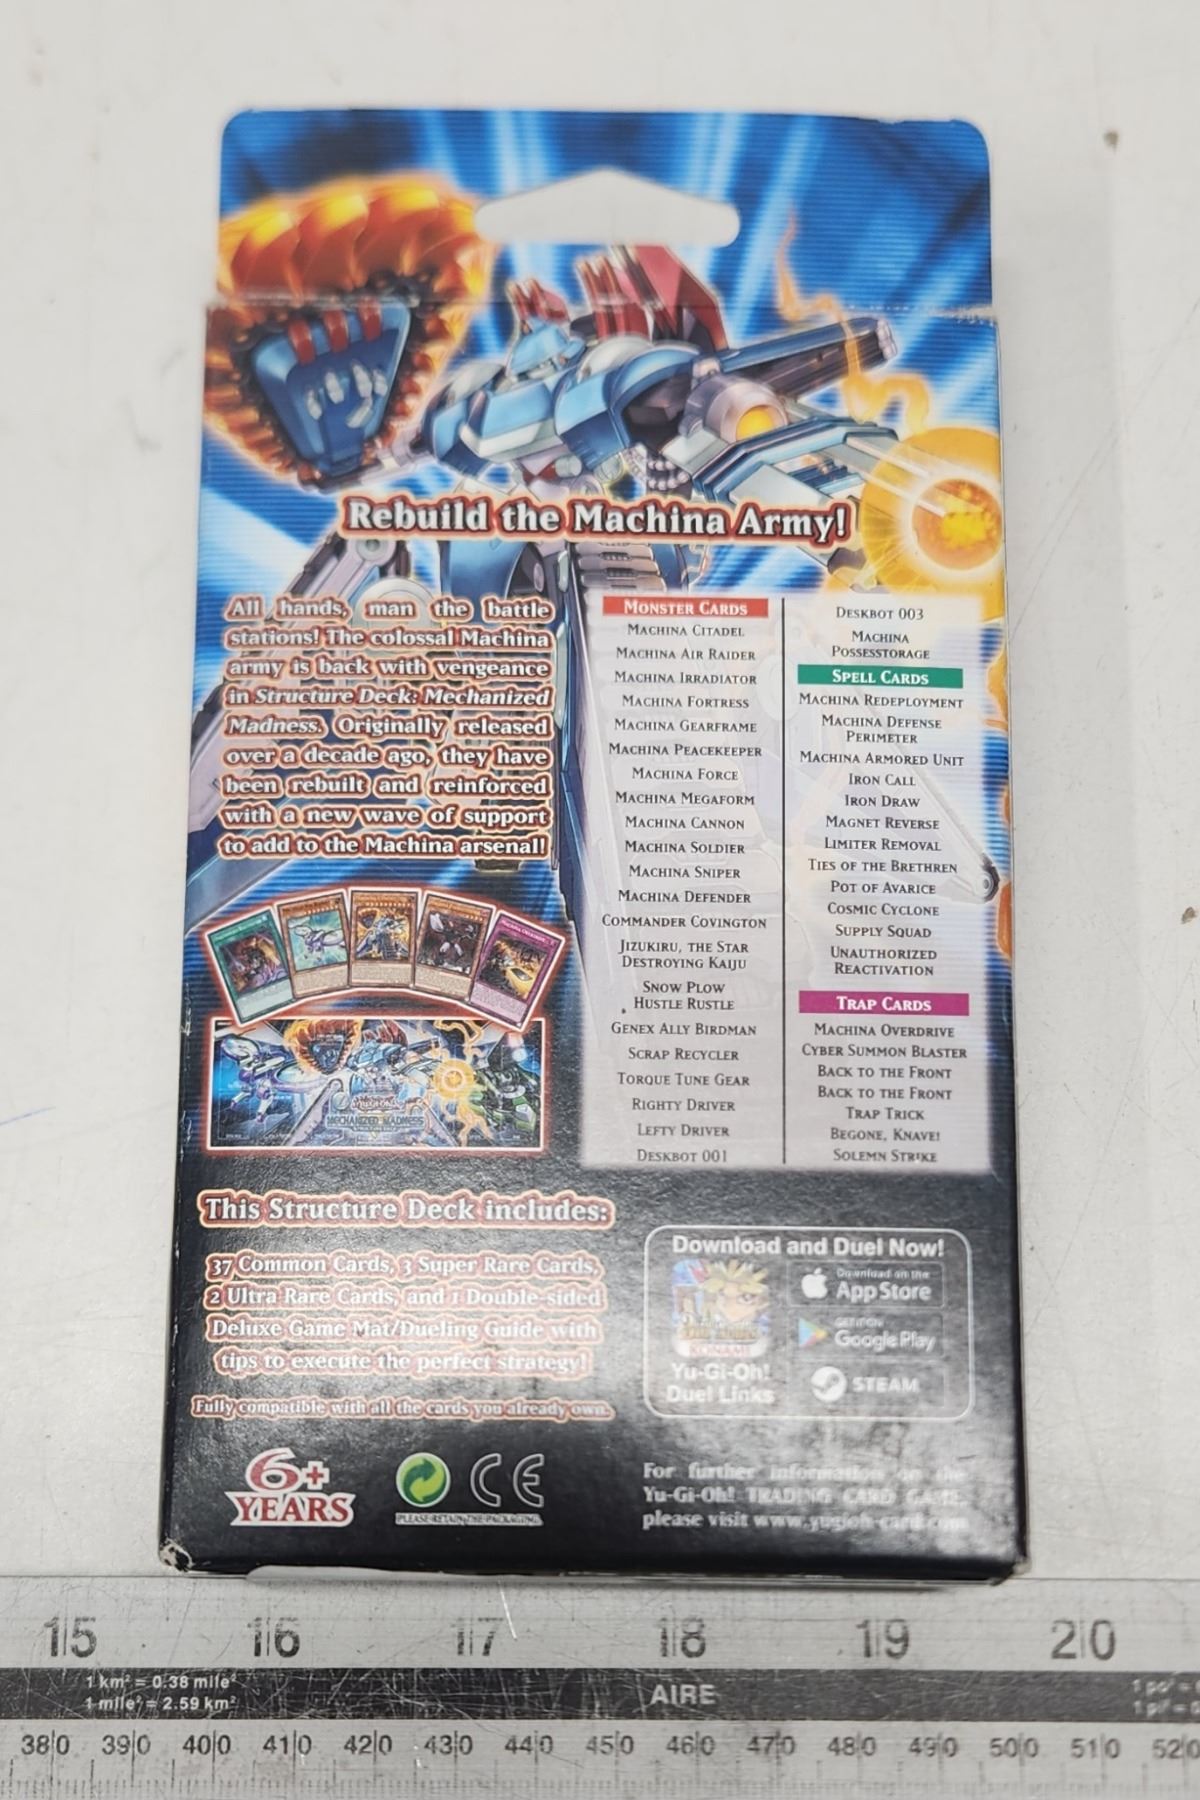 Rebuild the Machina Army!
All hands, man the battle
stations! The colossal Machina
army is back with vengeance
in Structure Deck: Mechanized
Madness. Originally released
over a decade ago, they have
been rebuilt and reinforced
with a new wave of support
to add to the Machina arsenal!
MONSTER CARDS
MACHINA CITADEL
MACHINA AIR RAIDER
MACHINA IRRADIATOR
MACHINA FORTRESS
MACHINA GEARFRAME
MACHINA PEACEKEEPER
MACHINA FORCE
MACHINA MEGAFORM
MACHINA CANNON
MACHINA SOLDIER
MACHINA SNIPER
MACHINA DEFENDER
COMMANDER COVINGTON
JIZUKIRU, THE STAR
DESTROYING KAIJU
SNOW PLOW
HUSTLE RUSTLE
GENEX ALLY BIRDMAN
SCRAP RECYCLER
TORQUE TUNE GEAR
RIGHTY DRIVER
LEFTY DRIVER
DESKBOT 001
DESKBOT 003
MACHINA
POSSESSTORAGE
SPELL CARDS
MACHINA REDEPLOYMENT
MACHINA DEFENSE
PERIMETER
MACHINA ARMORED UNIT
IRON CALL
IRON DRAW
MAGNET REVERSE
LIMITER REMOVAL
TIES OF THE BRETHREN
POT OF AVARICE
COSMIC CYCLONE
SUPPLY SQUAD
UNAUTHORIZED
REACTIVATION
TRAP CARDS
MACHINA OVERDRIVE
CYBER SUMMON BLASTER
BACK TO THE FRONT
BACK TO THE FRONT
TRAP TRICK
BEGONE, KNAVE!
SOLEMN STRIKE
MECHANIZED MADNESS
This Structure Deck includes:
37 Common Cards, 3 Super Rare Cards,
2 Ultra Rare Cards, and 1 Double-sided
Deluxe Game Mat/Dueling Guide with
tips to execute the perfect strategy!
Fully compatible with all the cards you already own.
Download and Duel Now!
KONAMI
Yu-Gi-Oh!
Duel Links
Download on the
App Store
GET IT ON
Google Play
STEAM
6+
YEARS
CE
PLEASE RETAIN THE PACKAGING
For further information on the
Yu-Gi-Oh! TRADING CARD GAME,
please visit www.yugioh-card.com
15 16 17 18 19 20
1 km² = 0.38 mile²
1 mile² = 2.59 km²
AIRE
380 390 400 410 420 430 440 450 460 470 480 490 500 510 520